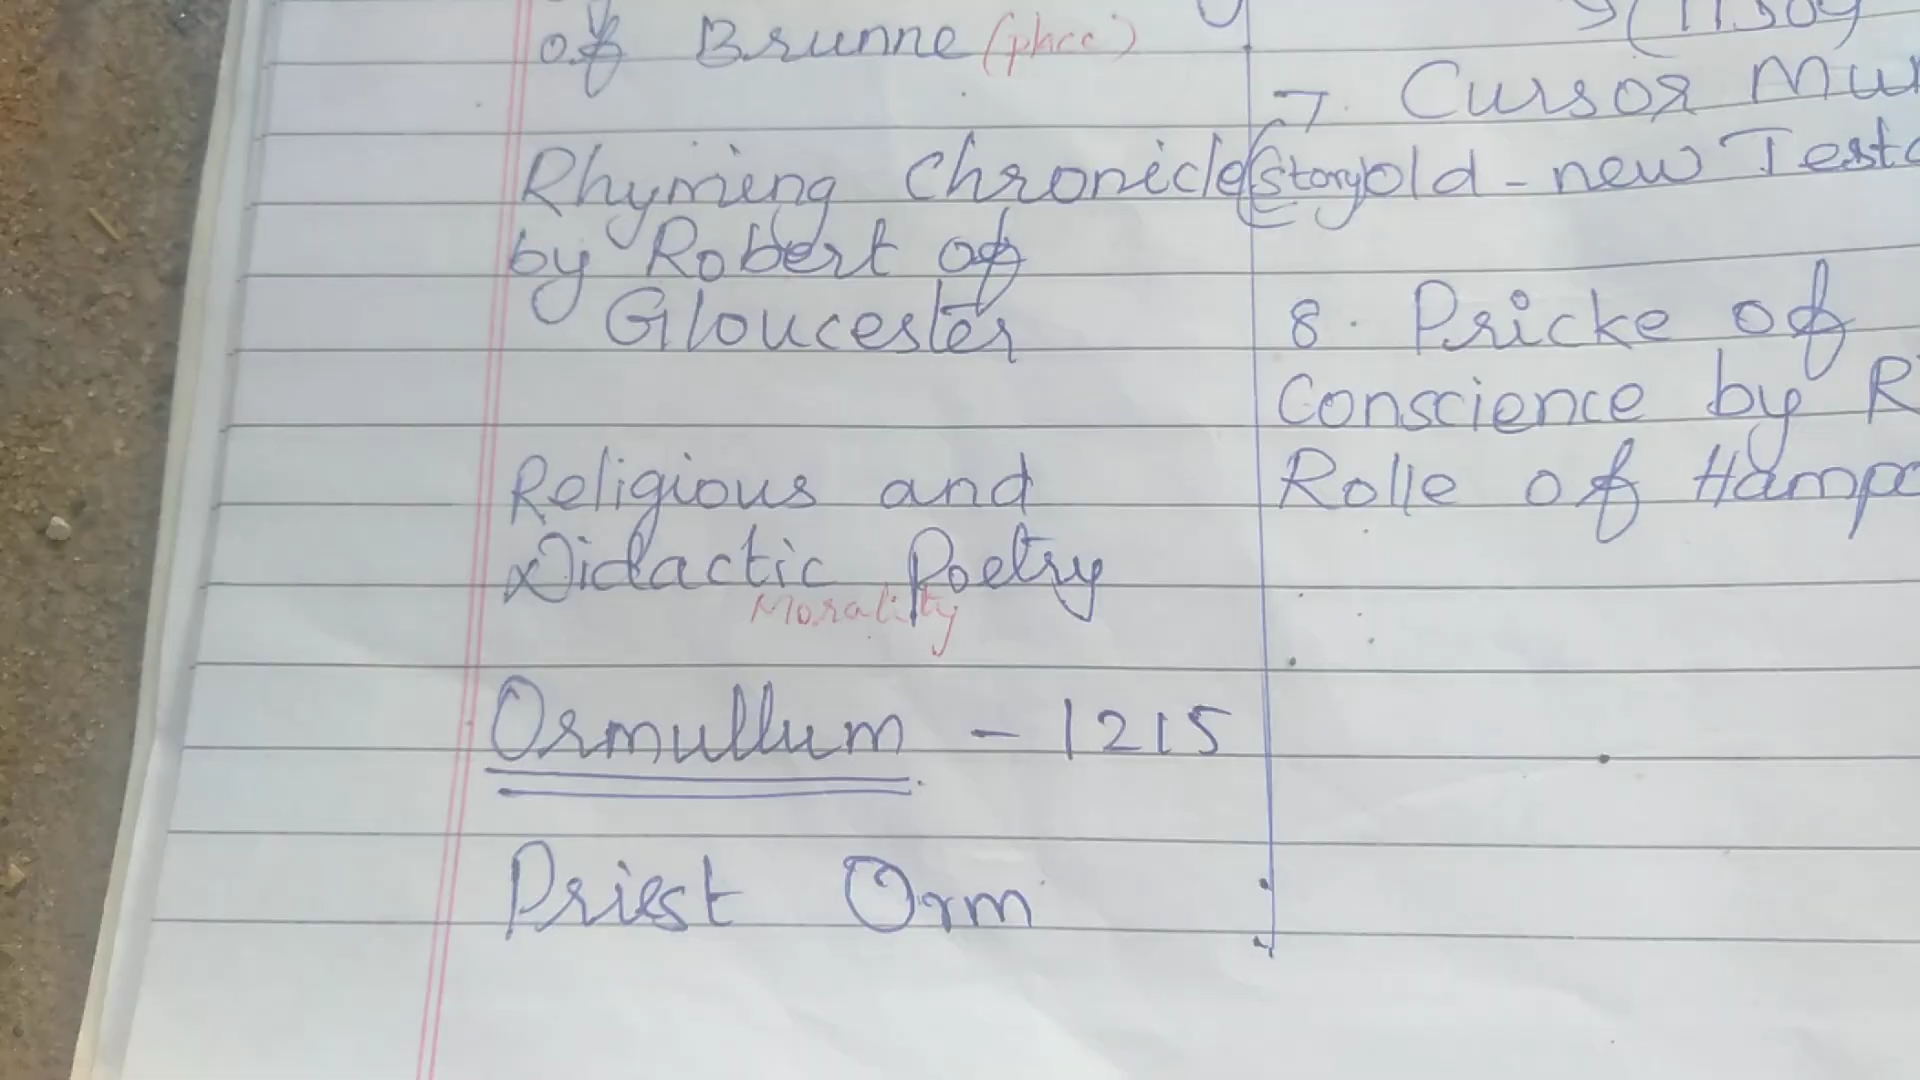 of Brunne (place)
Rhyming Chronicle
by Robert of
Gloucester
Religious and
Didactic Poetry
Morality
Ormullum - 1215
Priest Orm
7. Cursor
(Story old - new
8. Pricke of
Conscience by
Rolle of